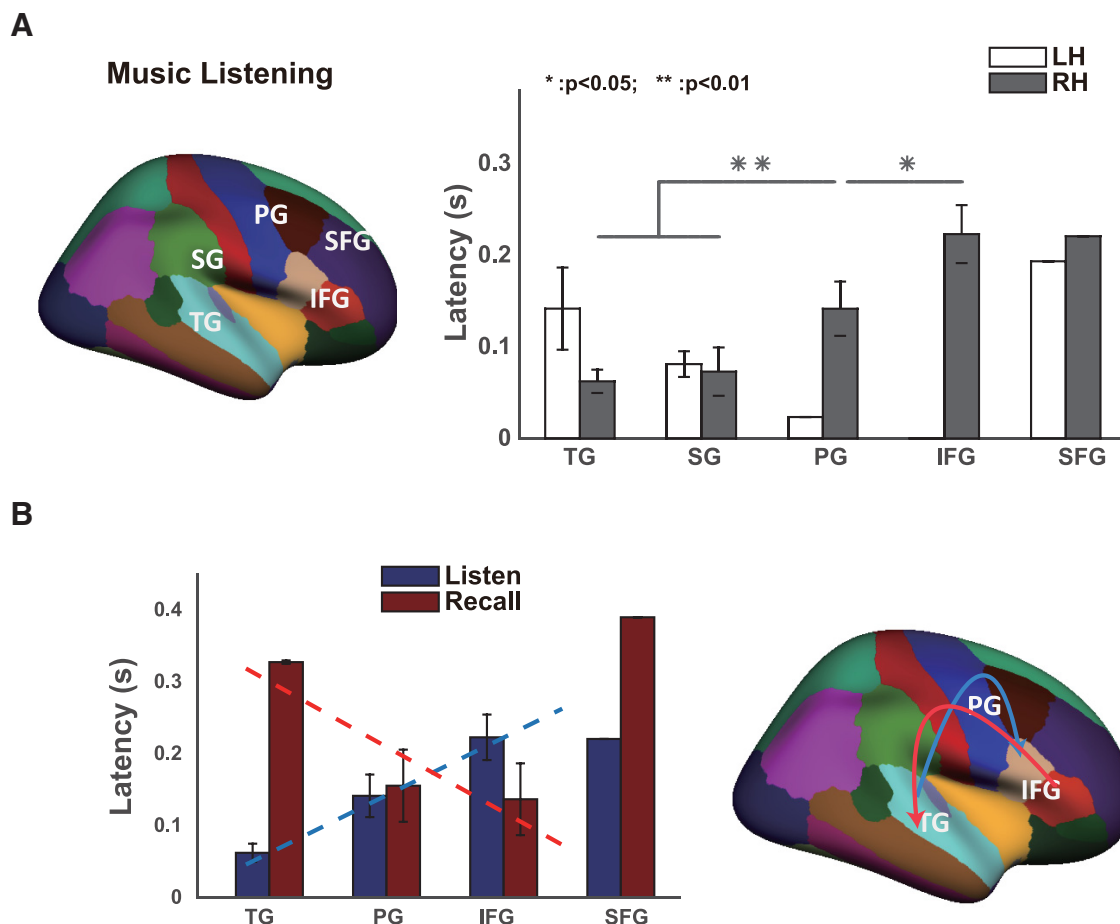 A
Music Listening
PG
SFG
SG
IFG
TG
* :p<0.05; ** :p<0.01
LH
RH
Latency (s)
0.3
0.2
0.1
0
* *
*
TG SG PG IFG SFG
B
Listen
Recall
Latency (s)
0.4
0.3
0.2
0.1
0
TG PG IFG SFG
PG
IFG
TG